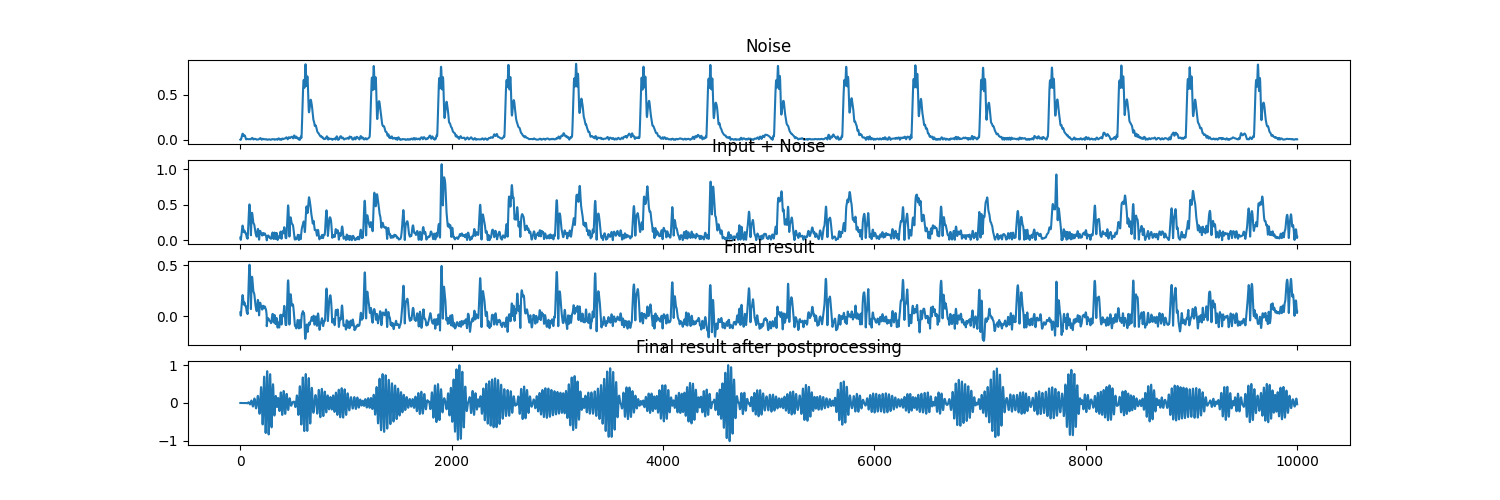 Noise
0.5
0.0
Input + Noise
1.0
0.5
0.0
Final result
0.5
0.0
Final result after postprocessing
1
0
−1
0 2000 4000 6000 8000 10000